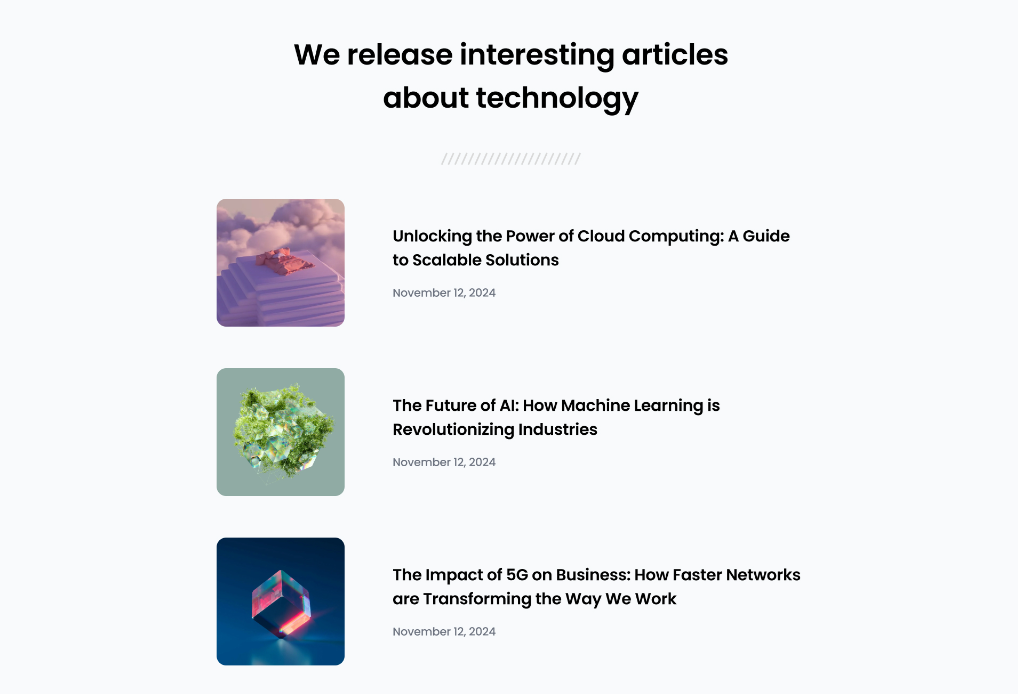 We release interesting articles
about technology
Unlocking the Power of Cloud Computing: A Guide
to Scalable Solutions
November 12, 2024
The Future of AI: How Machine Learning is
Revolutionizing Industries
November 12, 2024
The Impact of 5G on Business: How Faster Networks
are Transforming the Way We Work
November 12, 2024